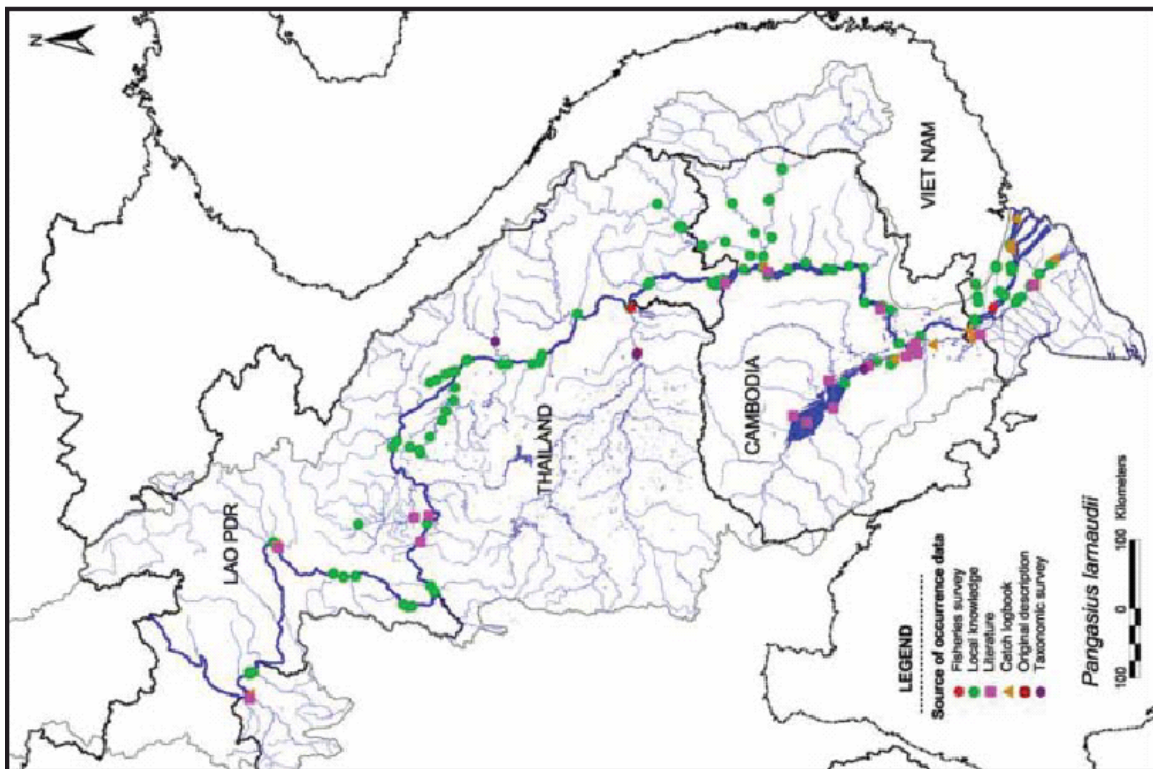 N
LAO PDR
THAILAND
CAMBODIA
VIET NAM
LEGEND
Source of occurrence data
Fisheries survey
Local knowledge
Literature
Catch logbook
Original description
Taxonomic survey
Pangasius larnaudii
100 0 100 Kilometers